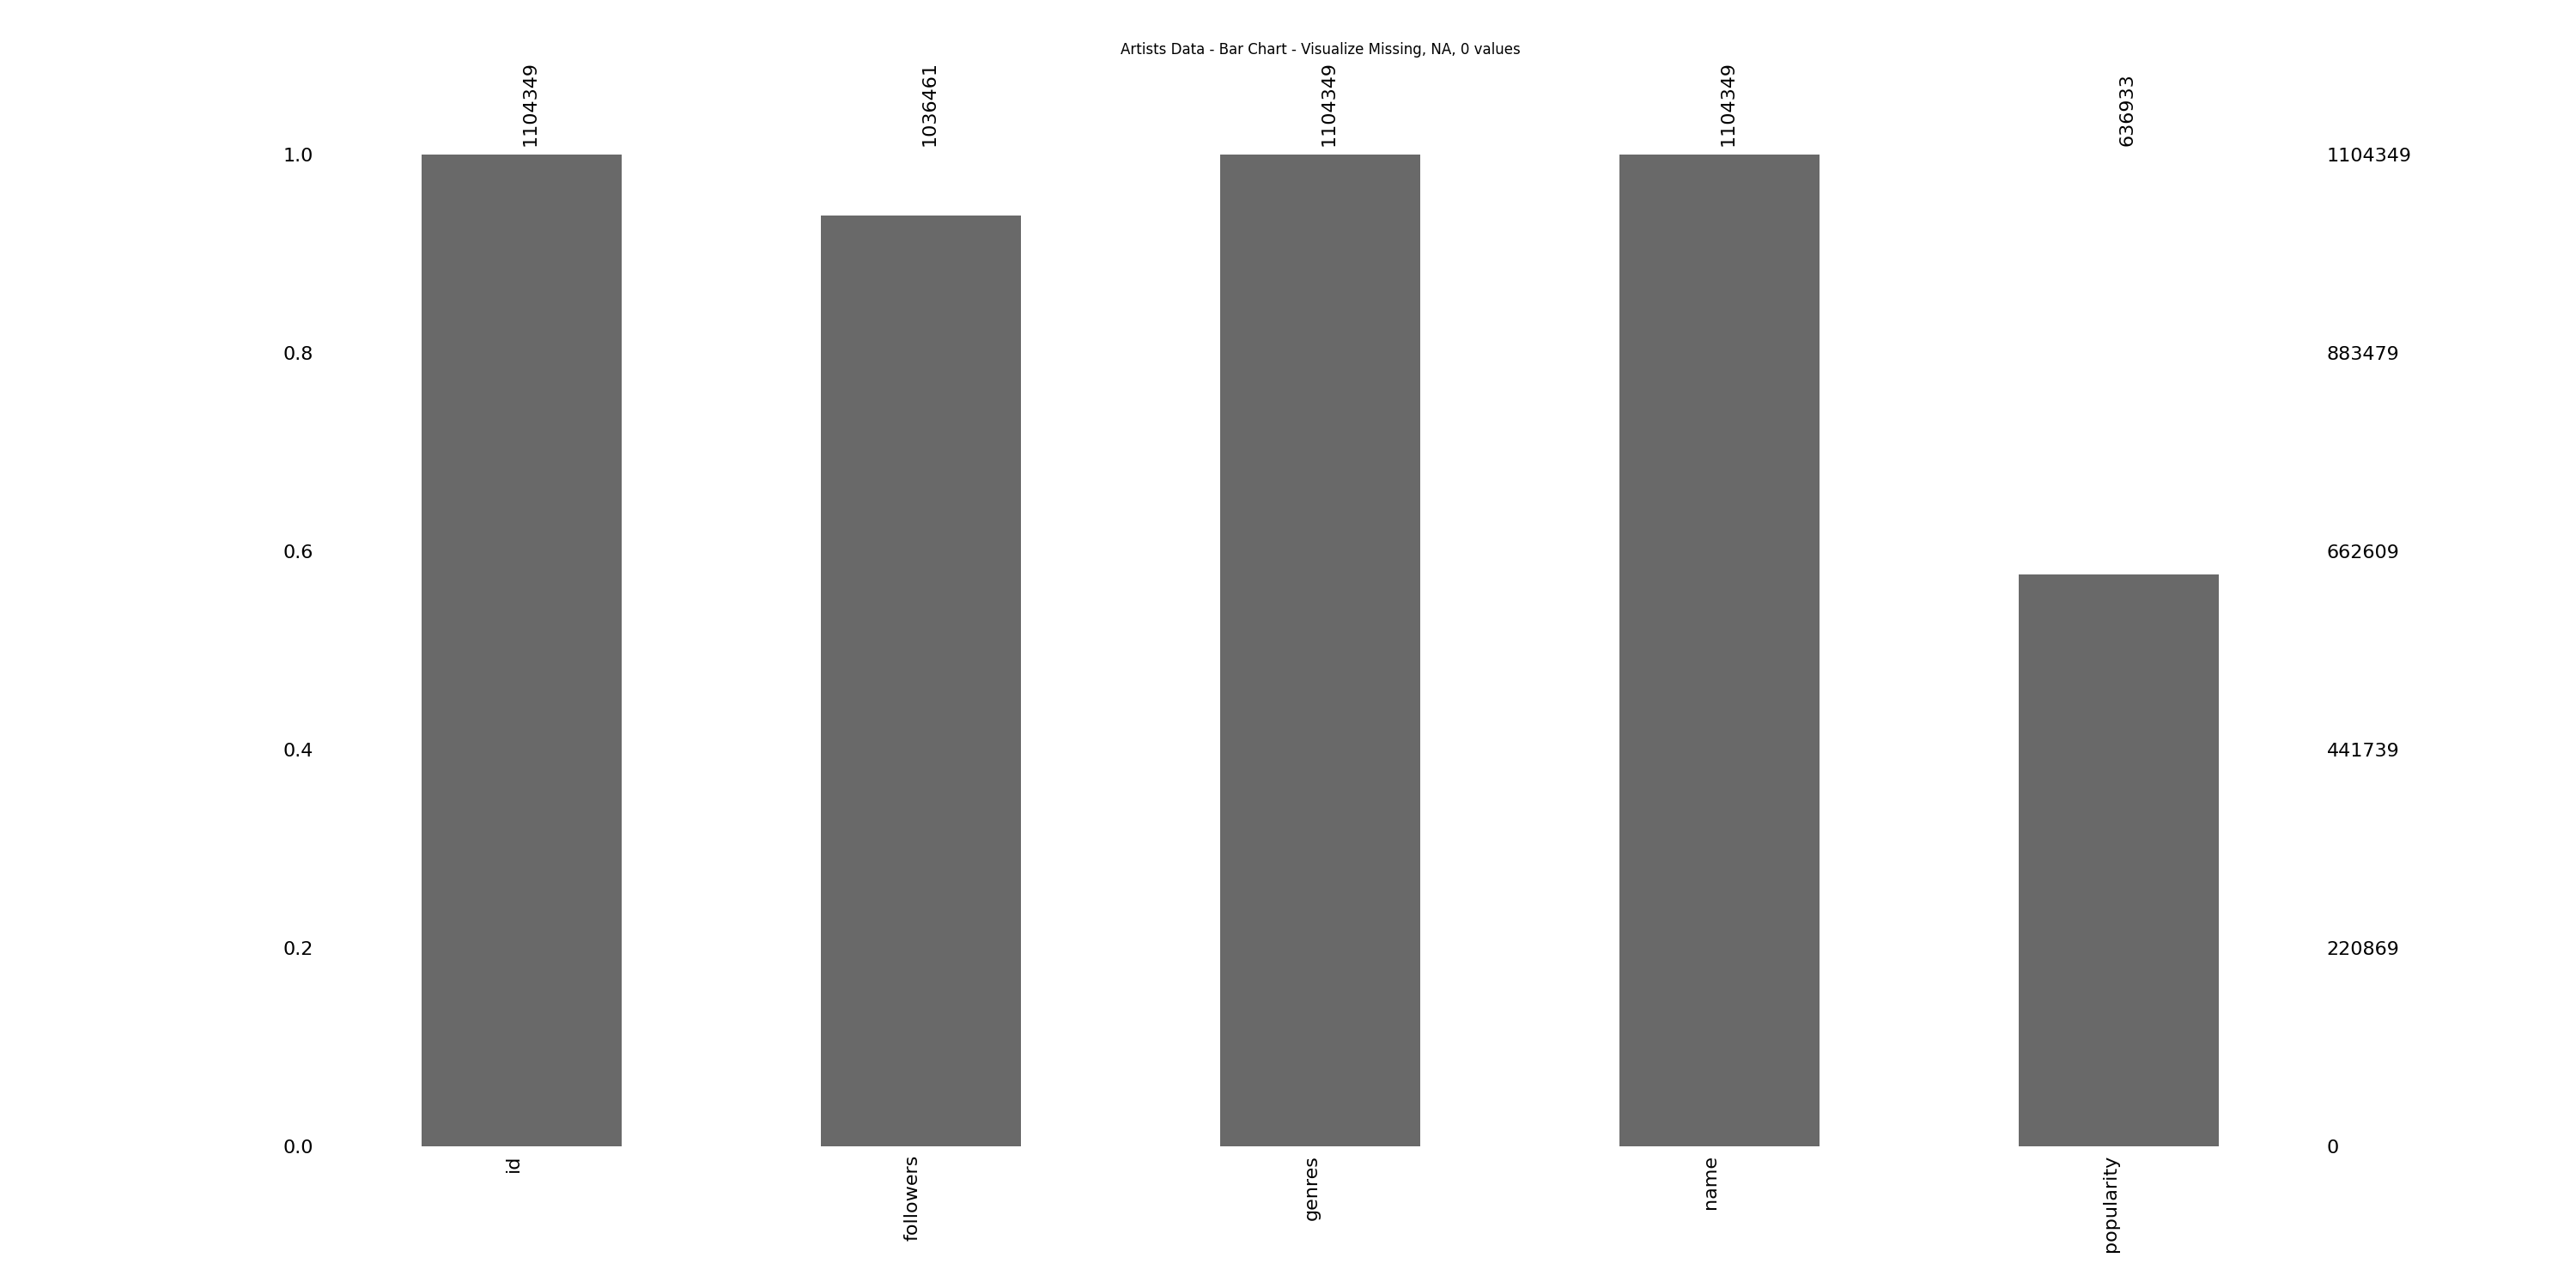 Artists Data - Bar Chart - Visualize Missing, NA, 0 values
1104349
1036461
1104349
1104349
636933
1.0
0.8
0.6
0.4
0.2
0.0
1104349
883479
662609
441739
220869
0
id
followers
genres
name
popularity